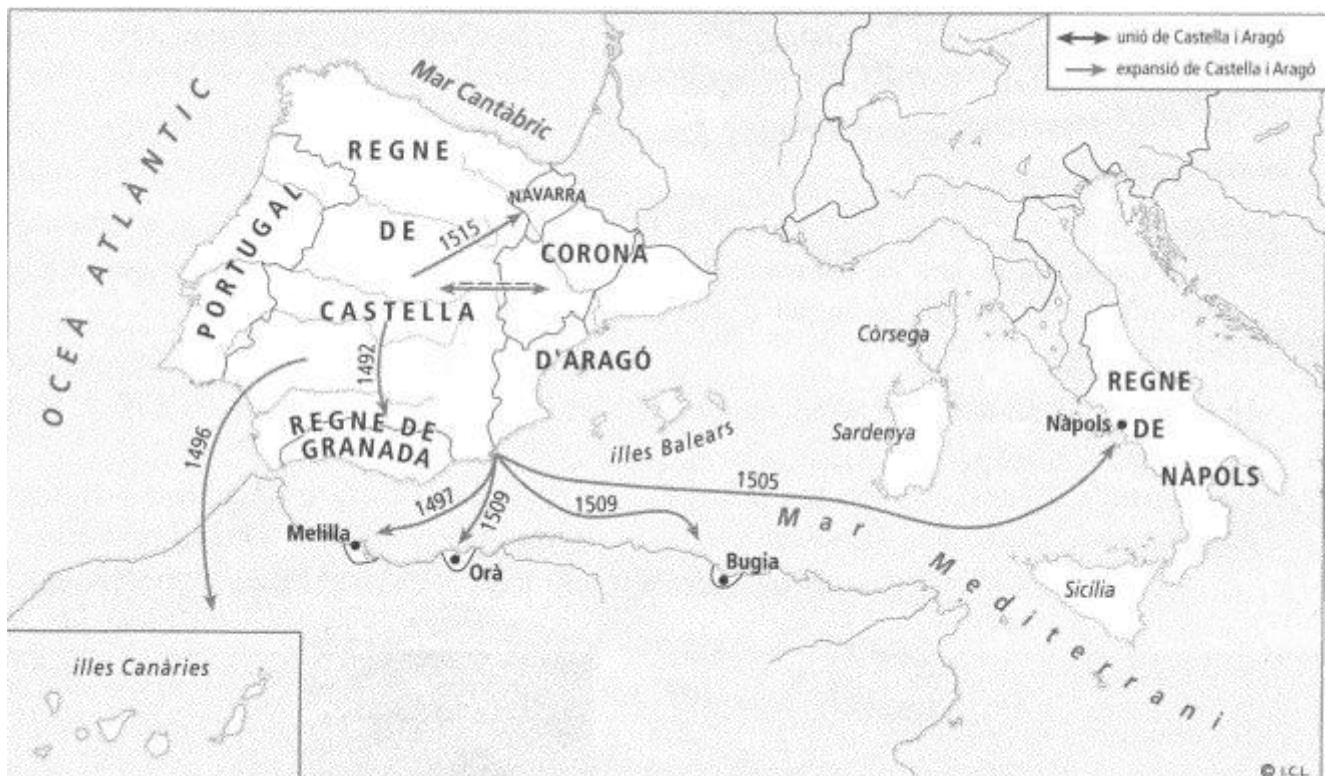 unió de Castella i Aragó
expansió de Castella i Aragó
OCEÀ ATLÀNTIC
Mar Cantàbric
REGNE
NAVARRA
DE
1515
CORONA
PORTUGAL
CASTELLA
D'ARAGÓ
1492
Còrsega
REGNE
REGNE DE
GRANADA
illes Balears
Sardenya
Nàpols
DE
NÀPOLS
1496
1497
1509
1509
1505
Mar Mediterrani
Melilla
Orà
Bugia
Sicília
illes Canàries
© I.C.L.